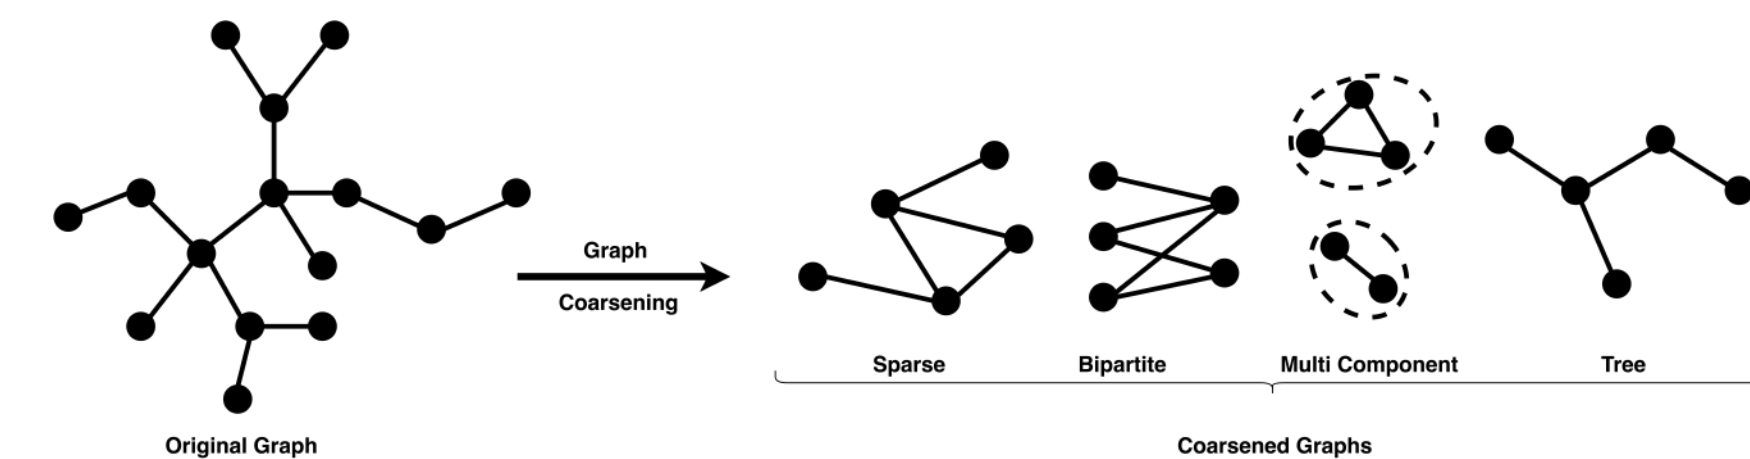 Graph
Coarsening
Sparse
Bipartite
Multi Component
Tree
Original Graph
Coarsened Graphs